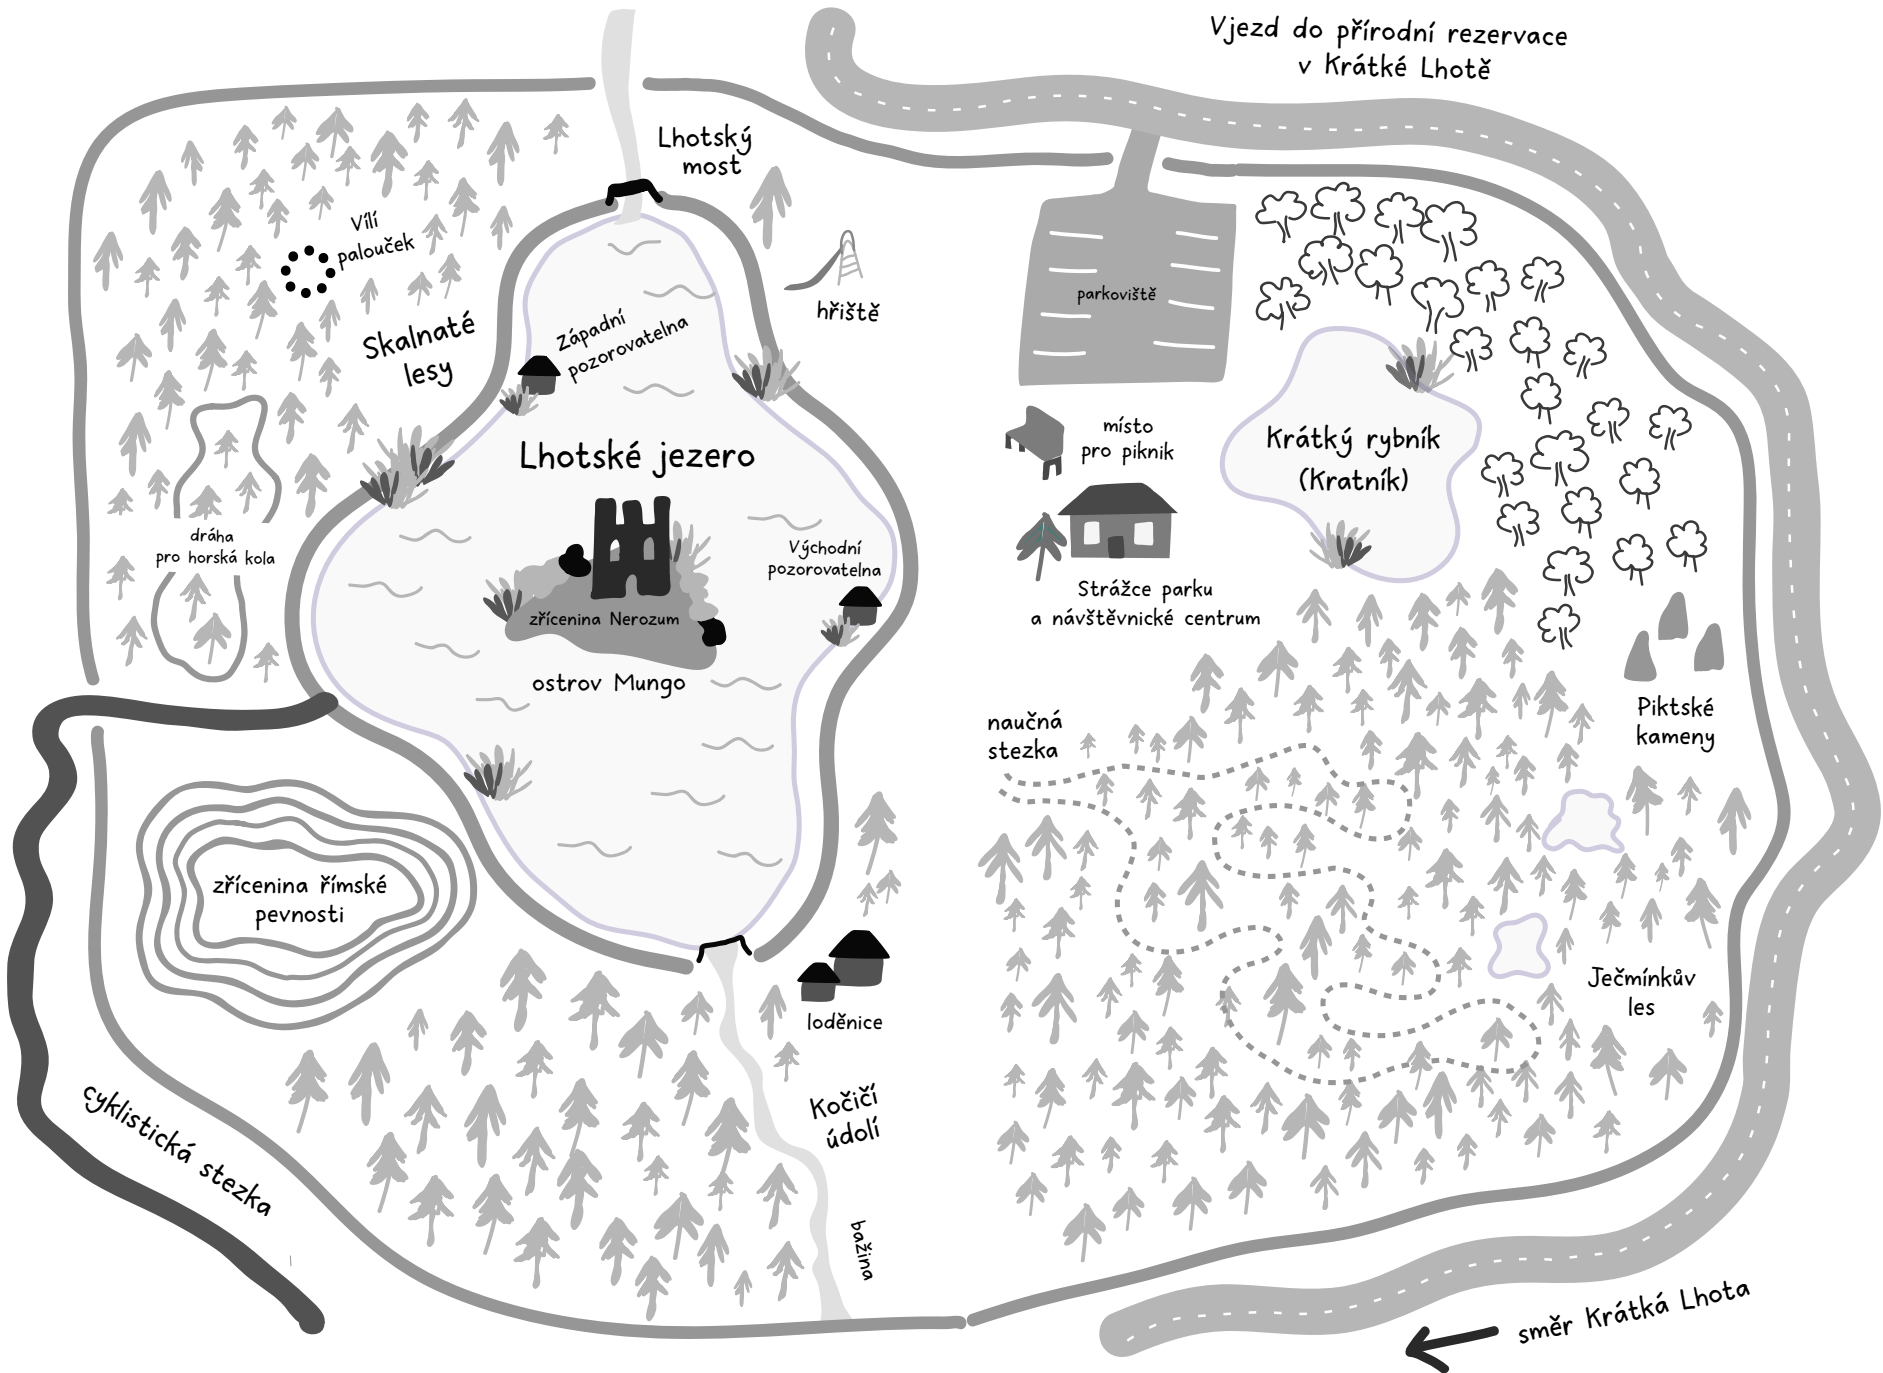 Vjezd do přírodní rezervace
v Krátké Lhotě
Lhotský
most
Vílí
palouček
Skalnaté
lesy
Západní
pozorovatelna
hřiště
parkoviště
místo
pro piknik
Krátký rybník
(Kratník)
Lhotské jezero
dráha
pro horská kola
Východní
pozorovatelna
zřícenina Nerozum
ostrov Mungo
Strážce parku
a návštěvnické centrum
naučná
stezka
Piktské
kameny
zřícenina římské
pevnosti
Ječmínkův
les
loděnice
Kočičí
údolí
cyklistická stezka
bažina
směr Krátká Lhota